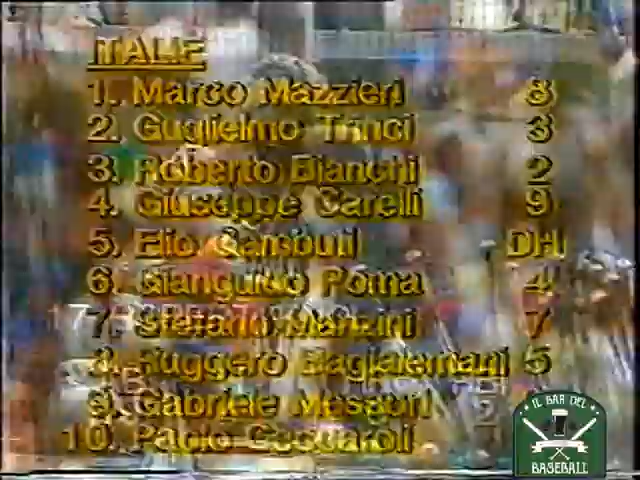 ITALIE
1. Marco Mazzieri 8
2. Guglielmo Trinci 3
3. Roberto Bianchi 2
4. Giuseppe Carelli 9
5. Elio Gambuti DH
6. Gianguido Poma 4
7. Stefano Manzini 7
8. Ruggero Bagialemani 5
9. Gabriele Messori
10. Paolo Ceccaroli
IL BAR DEL
BASEBALL